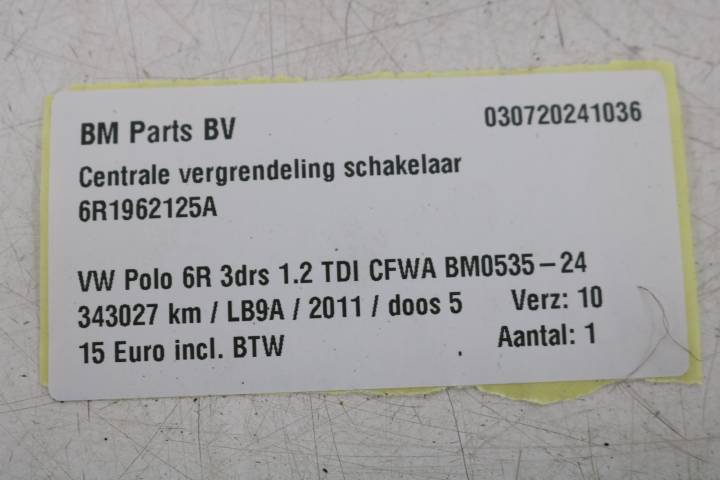 BM Parts BV 030720241036
Centrale vergrendeling schakelaar
6R1962125A
VW Polo 6R 3drs 1.2 TDI CFWA BM0535-24
343027 km / LB9A / 2011 / doos 5 Verz: 10
15 Euro incl. BTW Aantal: 1